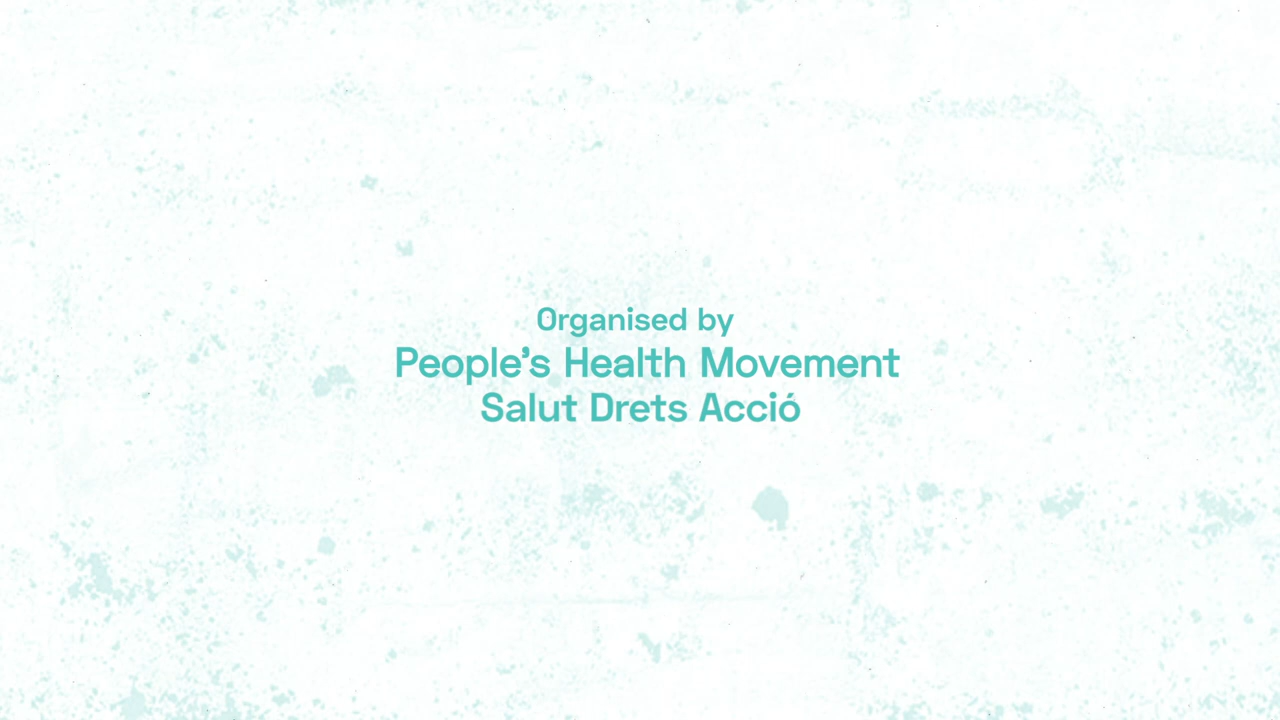 Organised by
People’s Health Movement
Salut Drets Acció